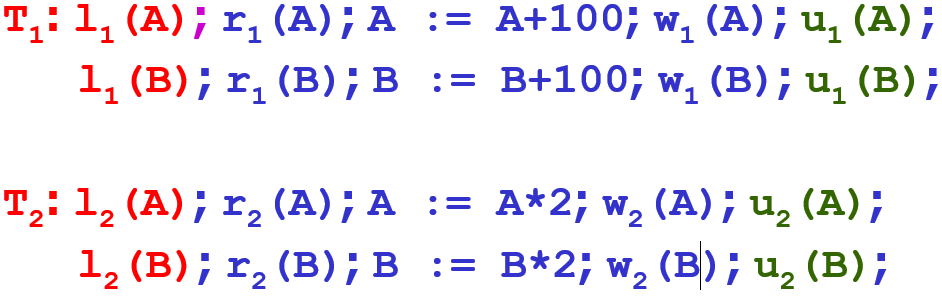 T₁: l₁(A); r₁(A); A := A+100; w₁(A); u₁(A);
l₁(B); r₁(B); B := B+100; w₁(B); u₁(B);
T₂: l₂(A); r₂(A); A := A*2; w₂(A); u₂(A);
l₂(B); r₂(B); B := B*2; w₂(B); u₂(B);